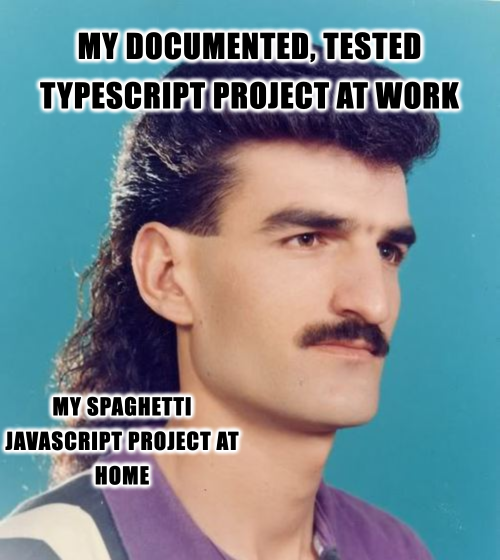 MY DOCUMENTED, TESTED
TYPESCRIPT PROJECT AT WORK
MY SPAGHETTI
JAVASCRIPT PROJECT AT
HOME